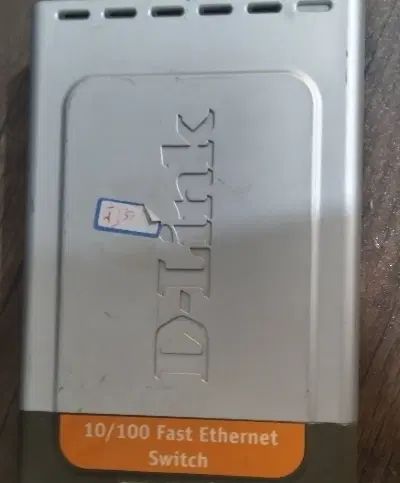 D-Link
10/100 Fast Ethernet
Switch